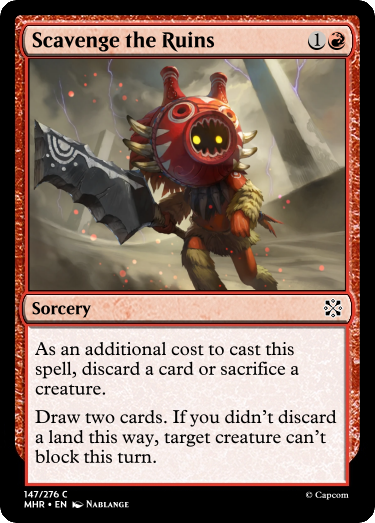 Scavenge the Ruins
1
Sorcery
As an additional cost to cast this
spell, discard a card or sacrifice a
creature.
Draw two cards. If you didn't discard
a land this way, target creature can't
block this turn.
147/276 C
MHR • EN Nablange
© Capcom